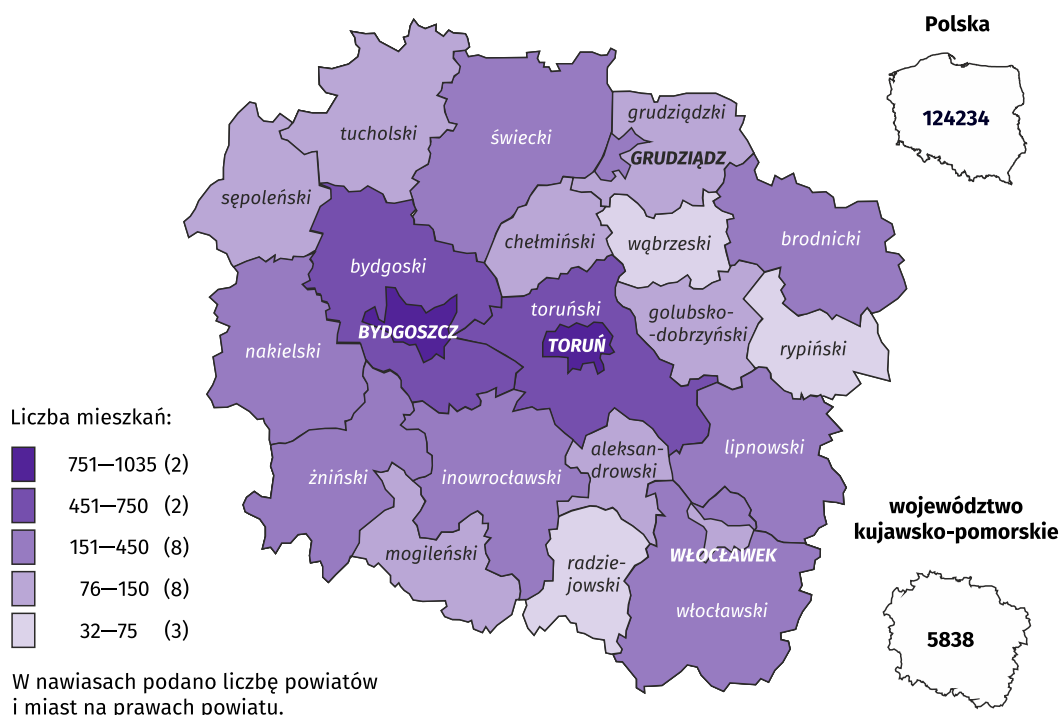 Polska
124234
tucholski
świecki
grudziądzki
GRUDZIĄDZ
sępoleński
chełmiński
wąbrzeski
brodnicki
bydgoski
BYDGOSZCZ
toruński
TORUŃ
golubsko-
-dobrzyński
rypiński
nakielski
żniński
inowrocławski
aleksan-
drowski
lipnowski
mogileński
radzie-
jowski
WŁOCŁAWEK
włocławski
Liczba mieszkań:
751—1035 (2)
451—750 (2)
151—450 (8)
76—150 (8)
32—75 (3)
W nawiasach podano liczbę powiatów
i miast na prawach powiatu.
województwo
kujawsko-pomorskie
5838